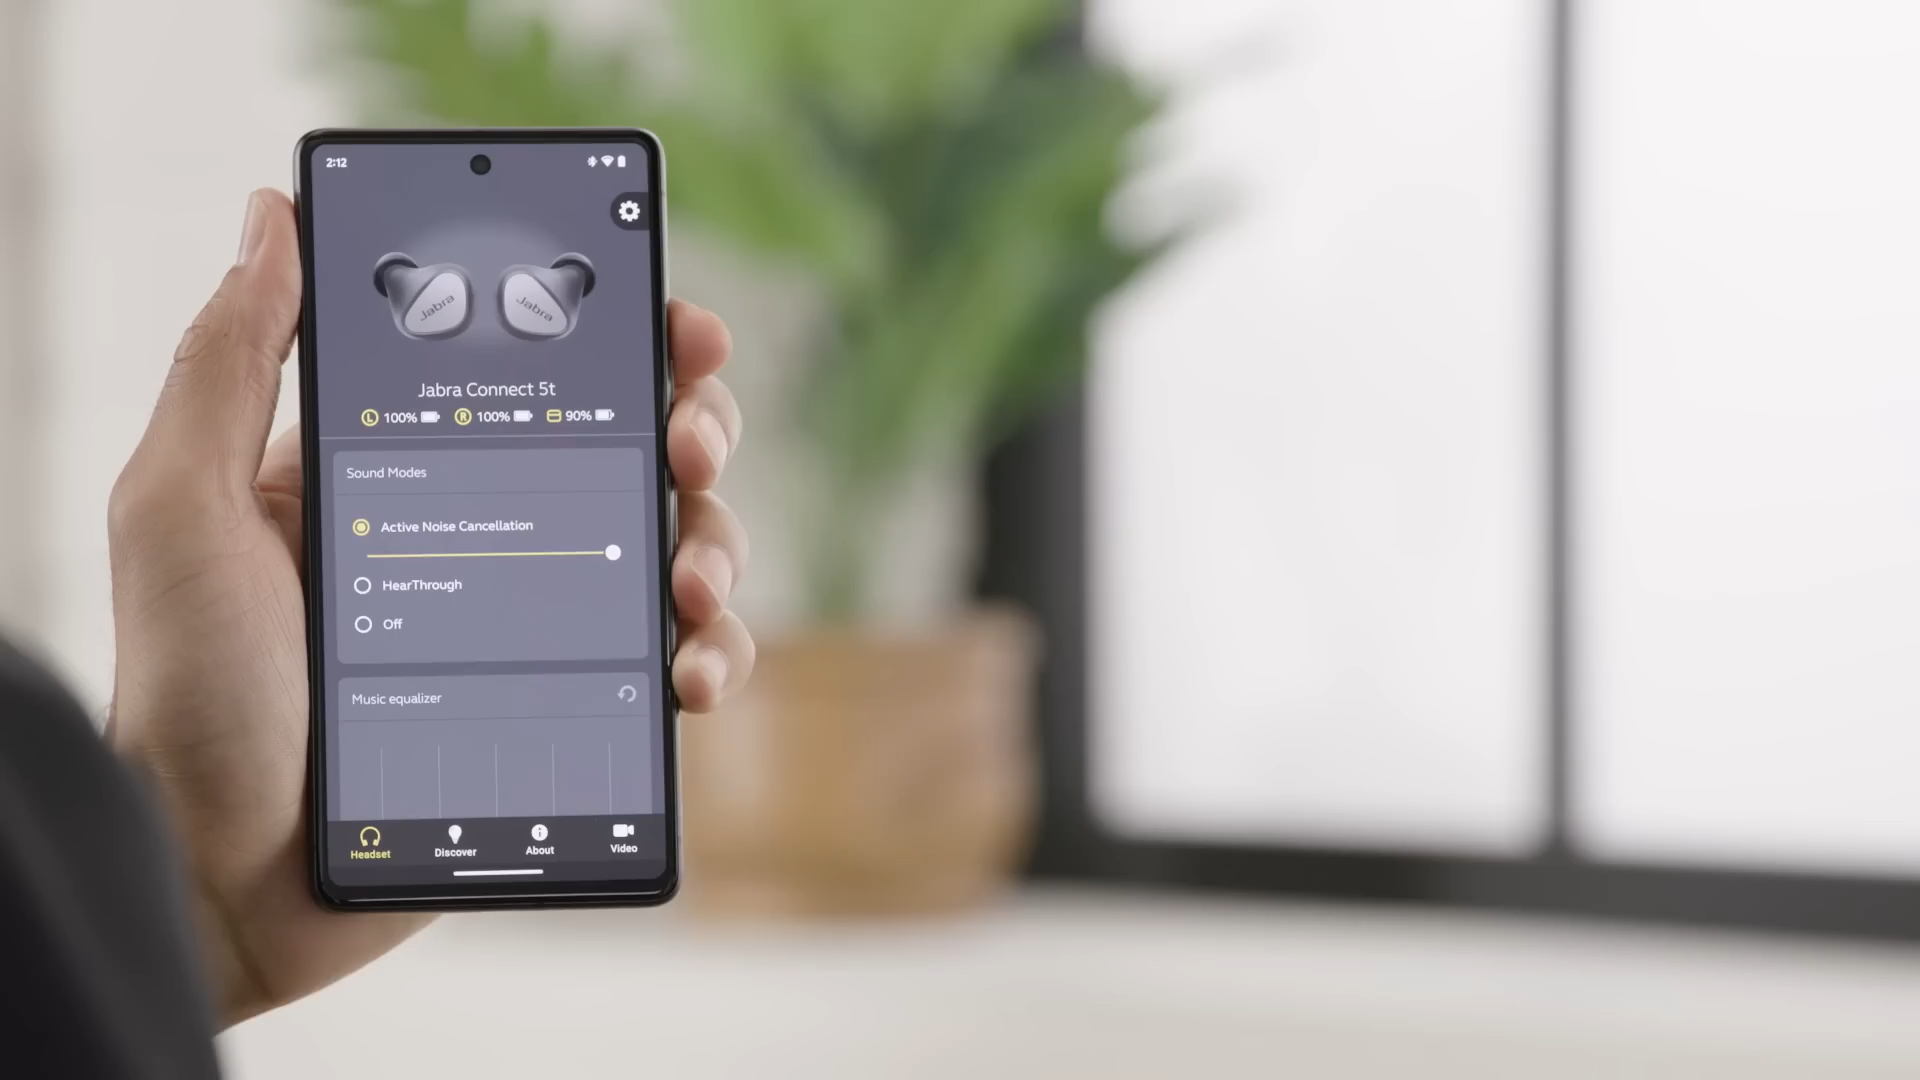 2:12
Jabra Jabra
Jabra Connect 5t
L 100% R 100% 90%
Sound Modes
Active Noise Cancellation
HearThrough
Off
Music equalizer
Headset Discover About Video